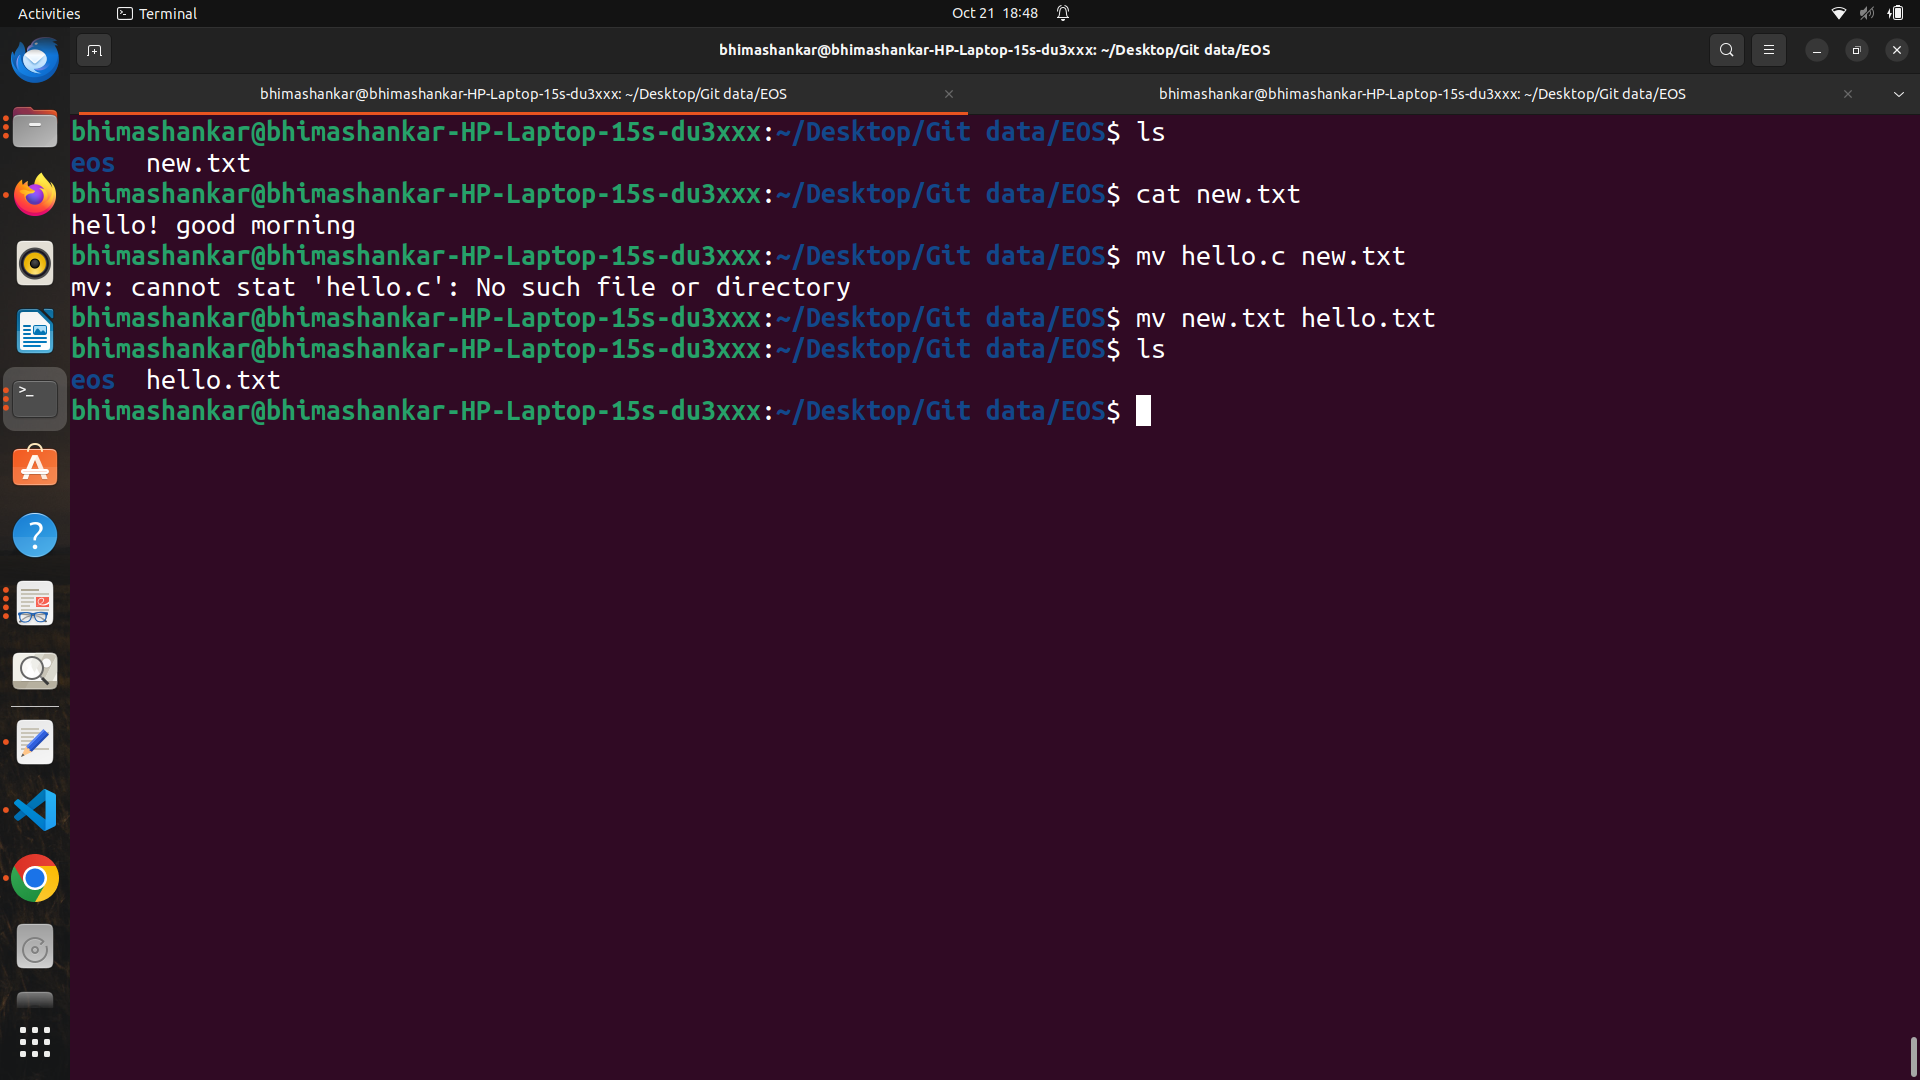 Activities Terminal Oct 21 18:48
bhimashankar@bhimashankar-HP-Laptop-15s-du3xxx: ~/Desktop/Git data/EOS
bhimashankar@bhimashankar-HP-Laptop-15s-du3xxx: ~/Desktop/Git data/EOS bhimashankar@bhimashankar-HP-Laptop-15s-du3xxx: ~/Desktop/Git data/EOS
bhimashankar@bhimashankar-HP-Laptop-15s-du3xxx:~/Desktop/Git data/EOS$ ls
eos  new.txt
bhimashankar@bhimashankar-HP-Laptop-15s-du3xxx:~/Desktop/Git data/EOS$ cat new.txt
hello! good morning
bhimashankar@bhimashankar-HP-Laptop-15s-du3xxx:~/Desktop/Git data/EOS$ mv hello.c new.txt
mv: cannot stat 'hello.c': No such file or directory
bhimashankar@bhimashankar-HP-Laptop-15s-du3xxx:~/Desktop/Git data/EOS$ mv new.txt hello.txt
bhimashankar@bhimashankar-HP-Laptop-15s-du3xxx:~/Desktop/Git data/EOS$ ls
eos  hello.txt
bhimashankar@bhimashankar-HP-Laptop-15s-du3xxx:~/Desktop/Git data/EOS$